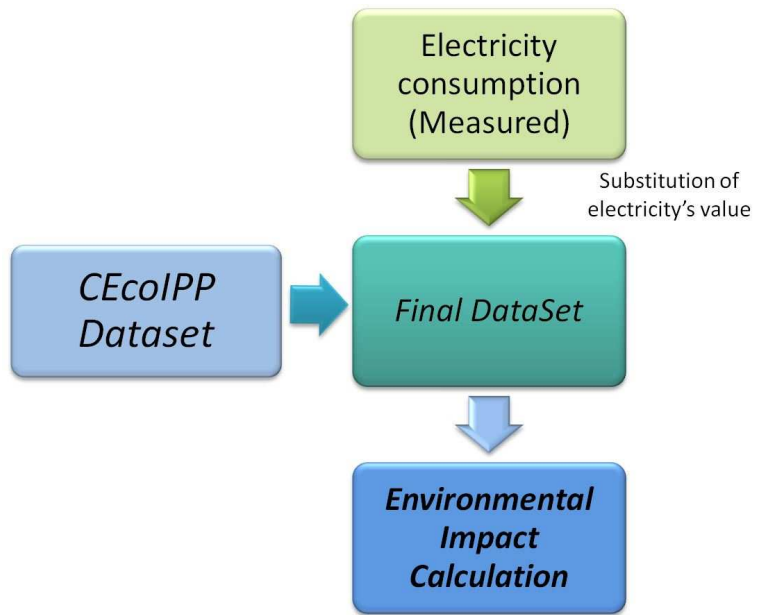 Electricity
consumption
(Measured)
Substitution of
electricity's value
CEcoIPP
Dataset
Final DataSet
Environmental
Impact
Calculation